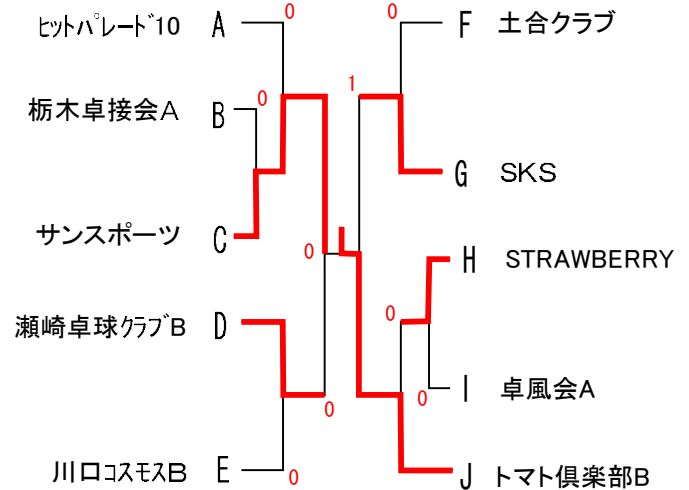 ﾋｯﾄﾊﾟﾚｰﾄﾞ10 A
0
0
F 土合クラブ
栃木卓接会A B
0
1
G SKS
サンスポーツ C
0
H STRAWBERRY
瀬崎卓球ｸﾗﾌﾞB D
0
0
0
I 卓風会A
川口ｺｽﾓｽB E
0
J トマト倶楽部B